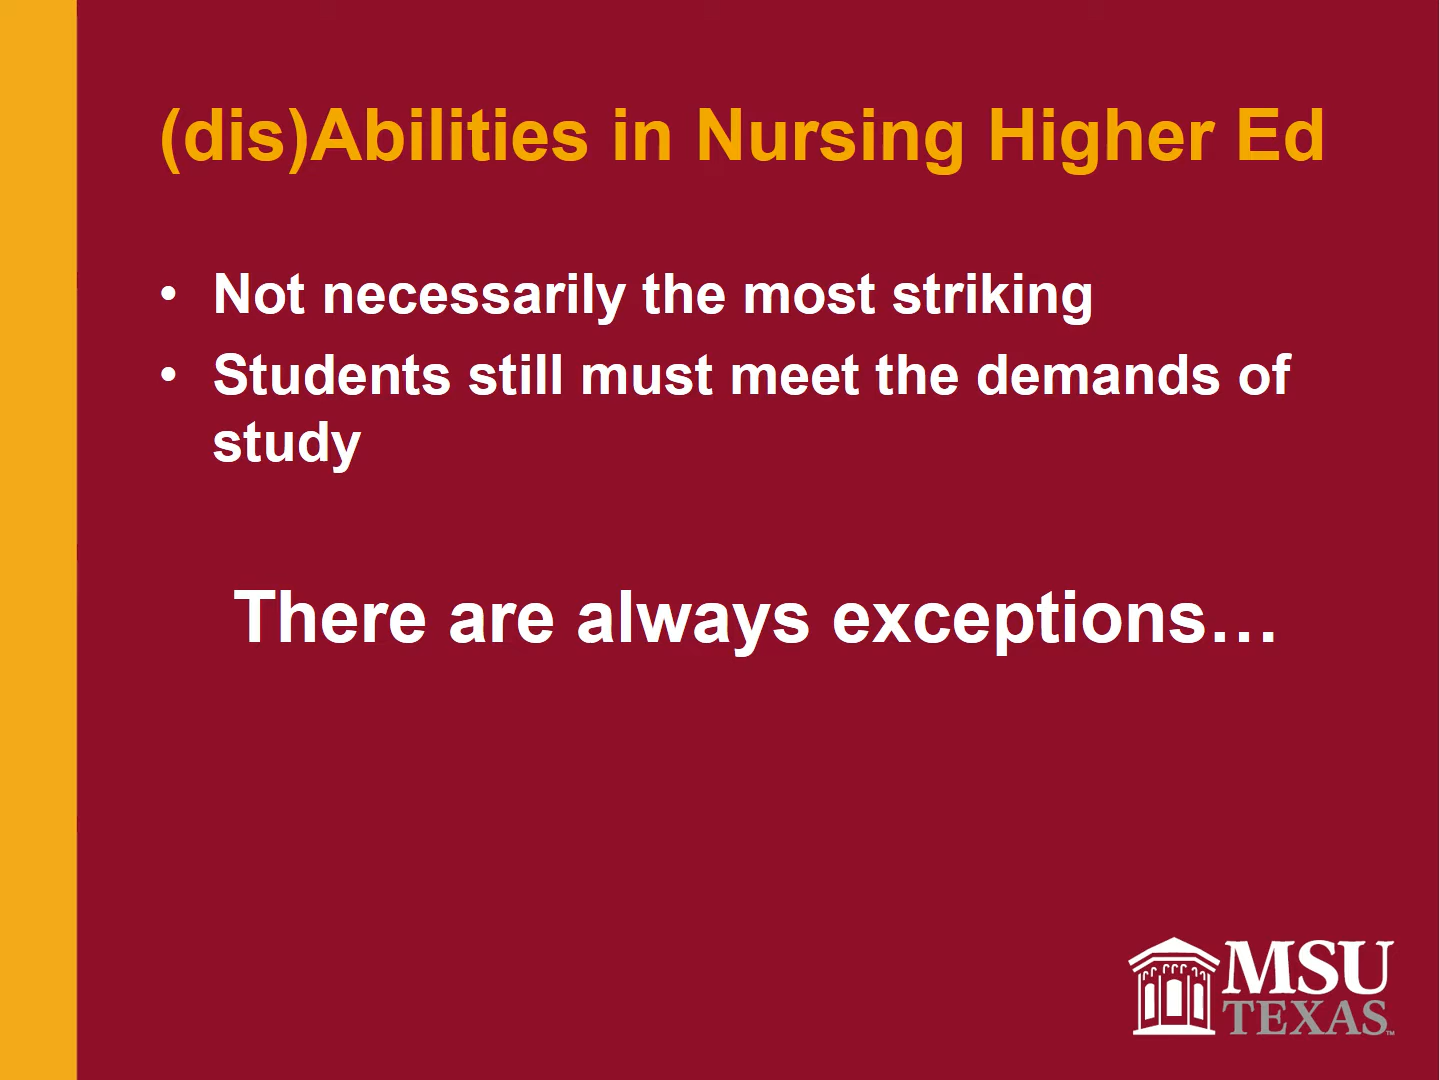 (dis)Abilities in Nursing Higher Ed
• Not necessarily the most striking
• Students still must meet the demands of
study
There are always exceptions…
MSU
TEXAS™